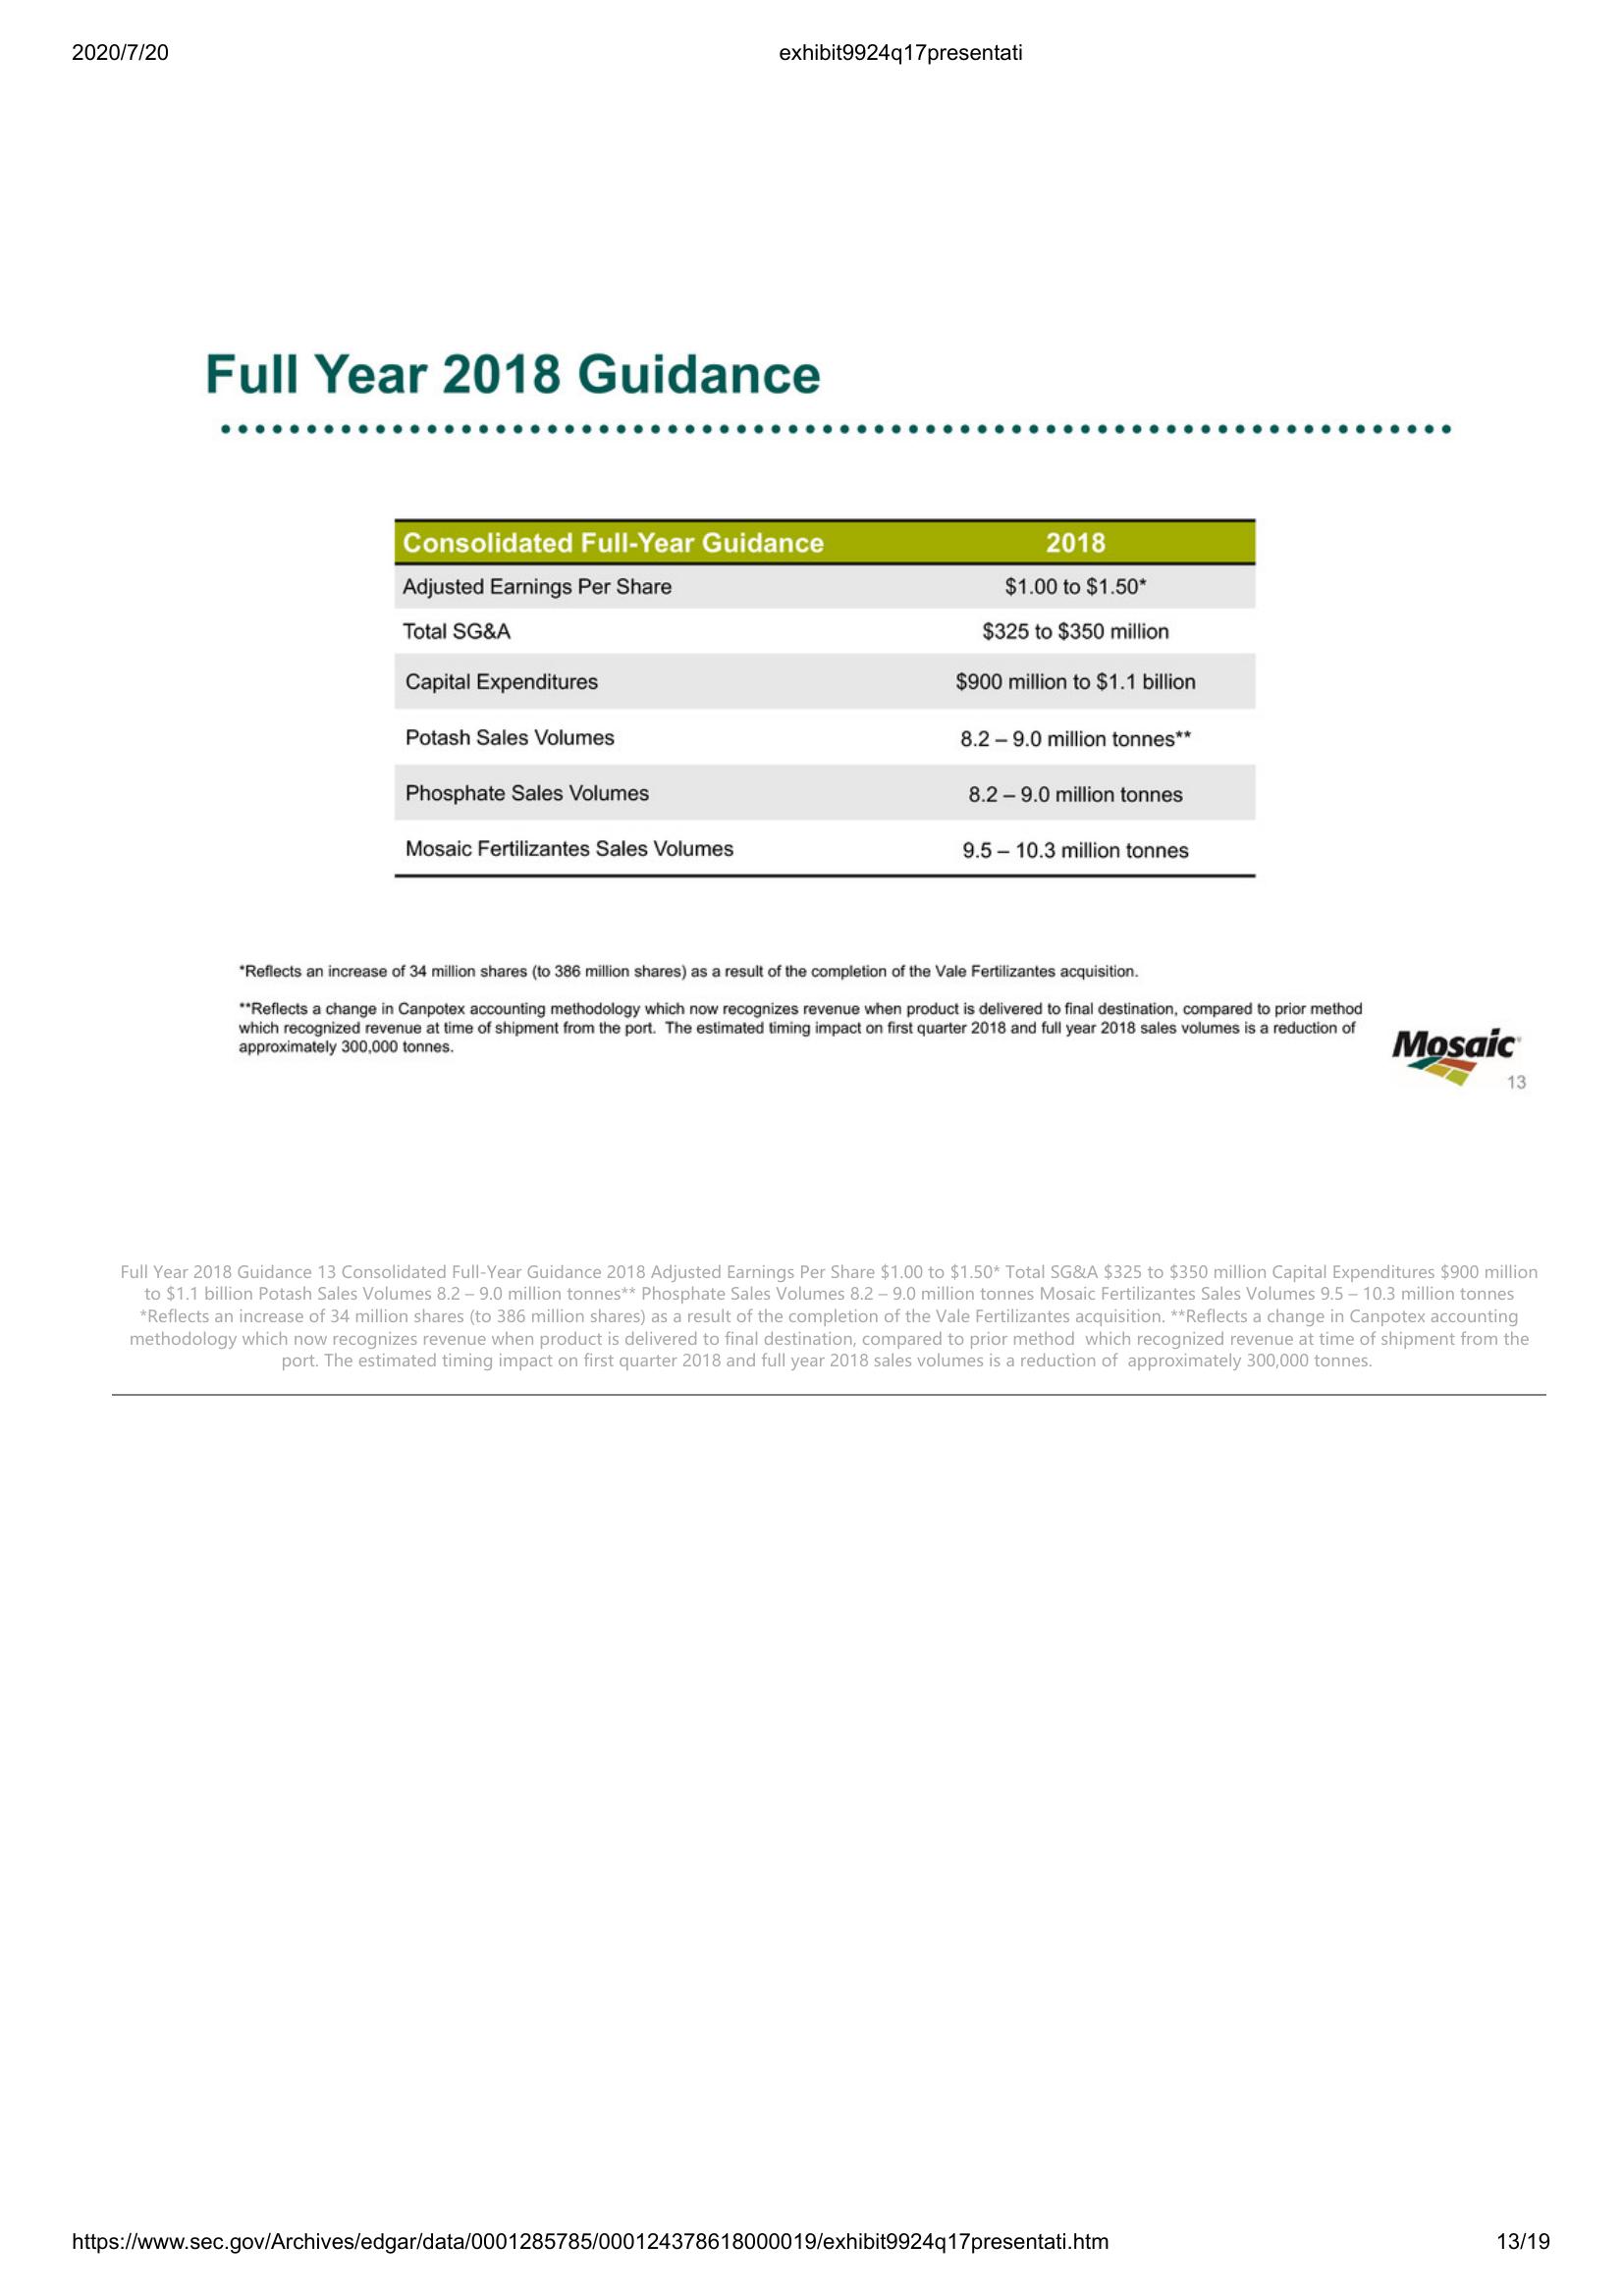 2020/7/20 exhibit9924q17presentati
Full Year 2018 Guidance
Consolidated Full-Year Guidance 2018
Adjusted Earnings Per Share $1.00 to $1.50*
Total SG&A $325 to $350 million
Capital Expenditures $900 million to $1.1 billion
Potash Sales Volumes 8.2 – 9.0 million tonnes**
Phosphate Sales Volumes 8.2 – 9.0 million tonnes
Mosaic Fertilizantes Sales Volumes 9.5 – 10.3 million tonnes
*Reflects an increase of 34 million shares (to 386 million shares) as a result of the completion of the Vale Fertilizantes acquisition.
**Reflects a change in Canpotex accounting methodology which now recognizes revenue when product is delivered to final destination, compared to prior method
which recognized revenue at time of shipment from the port. The estimated timing impact on first quarter 2018 and full year 2018 sales volumes is a reduction of
approximately 300,000 tonnes.
Mosaic
13
Full Year 2018 Guidance 13 Consolidated Full-Year Guidance 2018 Adjusted Earnings Per Share $1.00 to $1.50* Total SG&A $325 to $350 million Capital Expenditures $900 million
to $1.1 billion Potash Sales Volumes 8.2 – 9.0 million tonnes** Phosphate Sales Volumes 8.2 – 9.0 million tonnes Mosaic Fertilizantes Sales Volumes 9.5 – 10.3 million tonnes
*Reflects an increase of 34 million shares (to 386 million shares) as a result of the completion of the Vale Fertilizantes acquisition. **Reflects a change in Canpotex accounting
methodology which now recognizes revenue when product is delivered to final destination, compared to prior method which recognized revenue at time of shipment from the
port. The estimated timing impact on first quarter 2018 and full year 2018 sales volumes is a reduction of approximately 300,000 tonnes.
https://www.sec.gov/Archives/edgar/data/0001285785/000124378618000019/exhibit9924q17presentati.htm 13/19